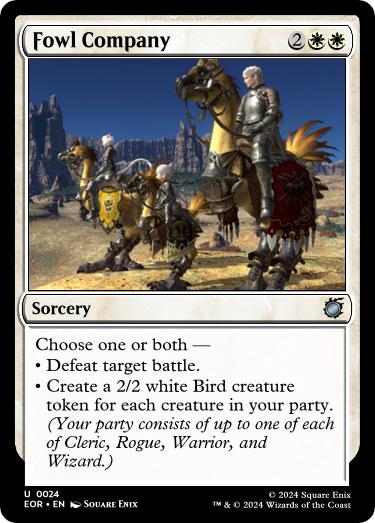 Fowl Company 2
Sorcery
Choose one or both —
• Defeat target battle.
• Create a 2/2 white Bird creature
token for each creature in your party.
(Your party consists of up to one of each
of Cleric, Rogue, Warrior, and
Wizard.)
U 0024
EOR • EN Square Enix
© 2024 Square Enix
™ & © 2024 Wizards of the Coast